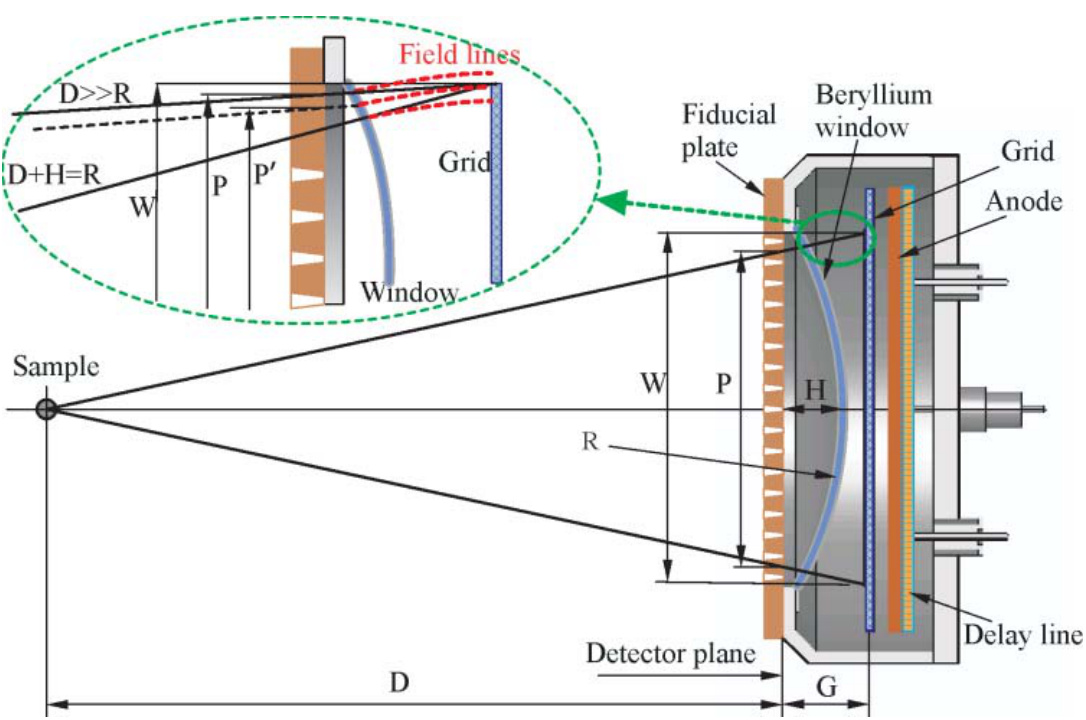 Field lines
D>>R
Grid
D+H=R
W
P
P′
Window
Fiducial
plate
Beryllium
window
Grid
Anode
Sample
W
P
H
R
Delay line
Detector plane
D
G